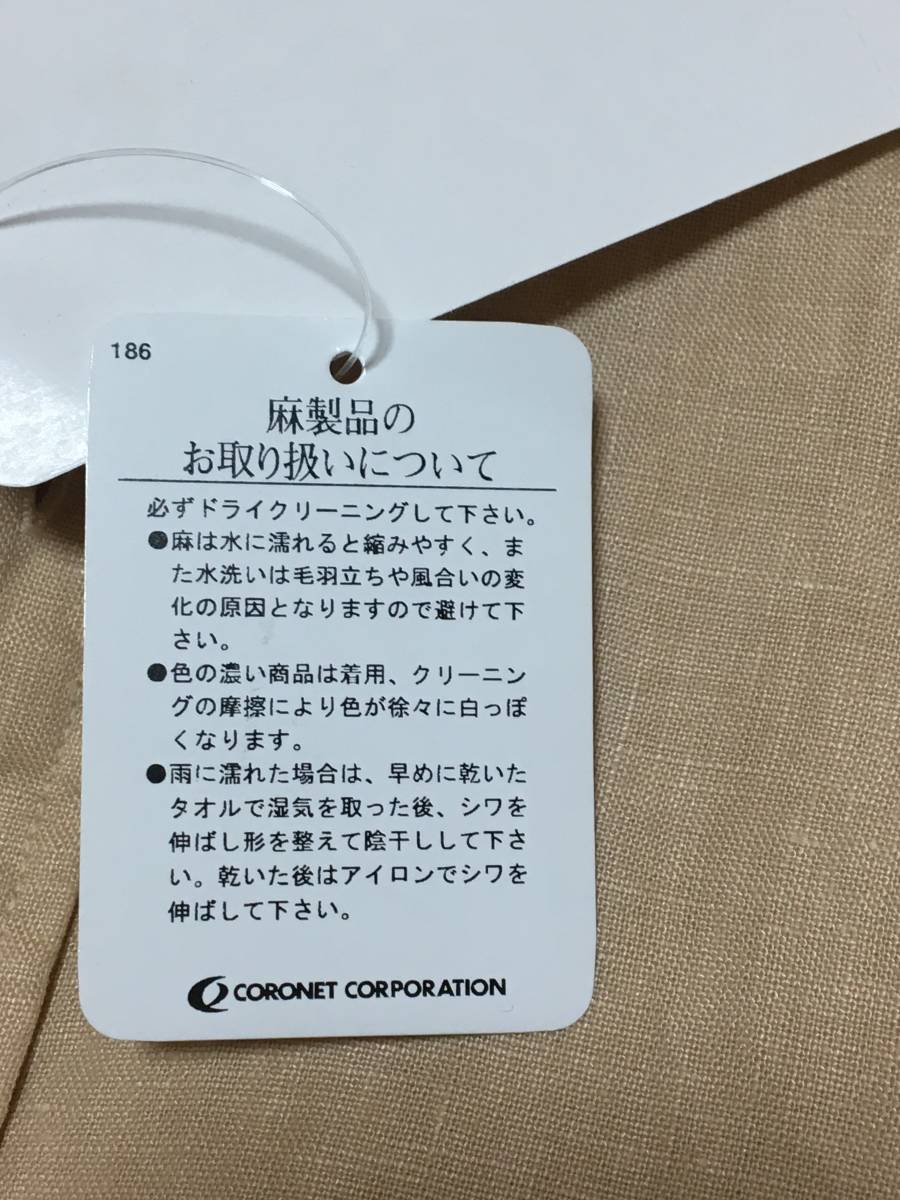 186
麻製品の
お取り扱いについて
必ずドライクリーニングして下さい。
●麻は水に濡れると縮みやすく、ま
た水洗いは毛羽立ちや風合いの変
化の原因となりますので避けて下
さい。
●色の濃い商品は着用、クリーニン
グの摩擦により色が徐々に白っぽ
くなります。
●雨に濡れた場合は、早めに乾いた
タオルで湿気を取った後、シワを
伸ばし形を整えて陰干しして下さ
い。乾いた後はアイロンでシワを
伸ばして下さい。
CORONET CORPORATION